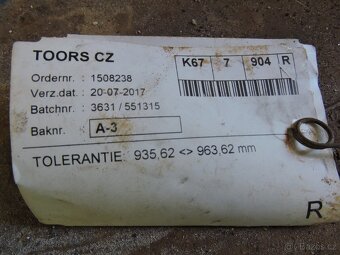 TOORS CZ
K67 7 904 R
Ordernr. : 1508238
Verz.dat. : 20-07-2017
Batchnr. : 3631 / 551315
Baknr. A-3
TOLERANTIE: 935,62 <> 963,62 mm
R